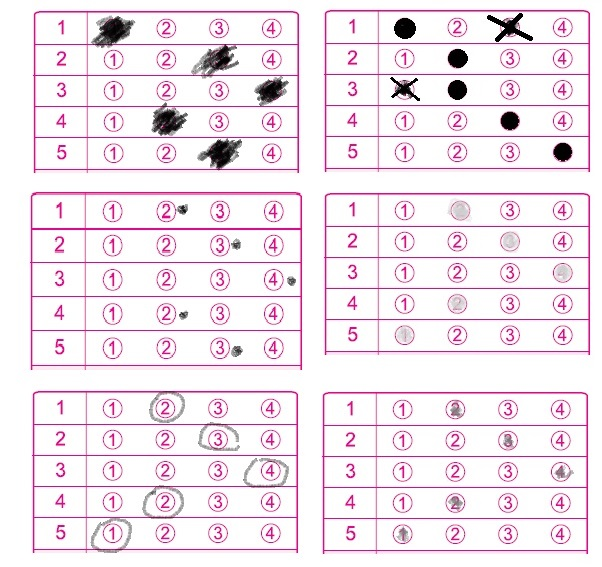 1 ② ③ ④
2 ① ② ④
3 ① ② ③
4 ① ③ ④
5 ① ② ④
1 ② ④
2 ① ③ ④
3 ③ ④
4 ① ② ④
5 ① ② ③
1 ① ② ③ ④
2 ① ② ③ ④
3 ① ② ③ ④
4 ① ② ③ ④
5 ① ② ③ ④
1 ① ② ③ ④
2 ① ② ③ ④
3 ① ② ③ ④
4 ① ② ③ ④
5 ① ② ③ ④
1 ① ② ③ ④
2 ① ② ③ ④
3 ① ② ③ ④
4 ① ② ③ ④
5 ① ② ③ ④
1 ① ② ③ ④
2 ① ② ③ ④
3 ① ② ③ ④
4 ① ② ③ ④
5 ① ② ③ ④